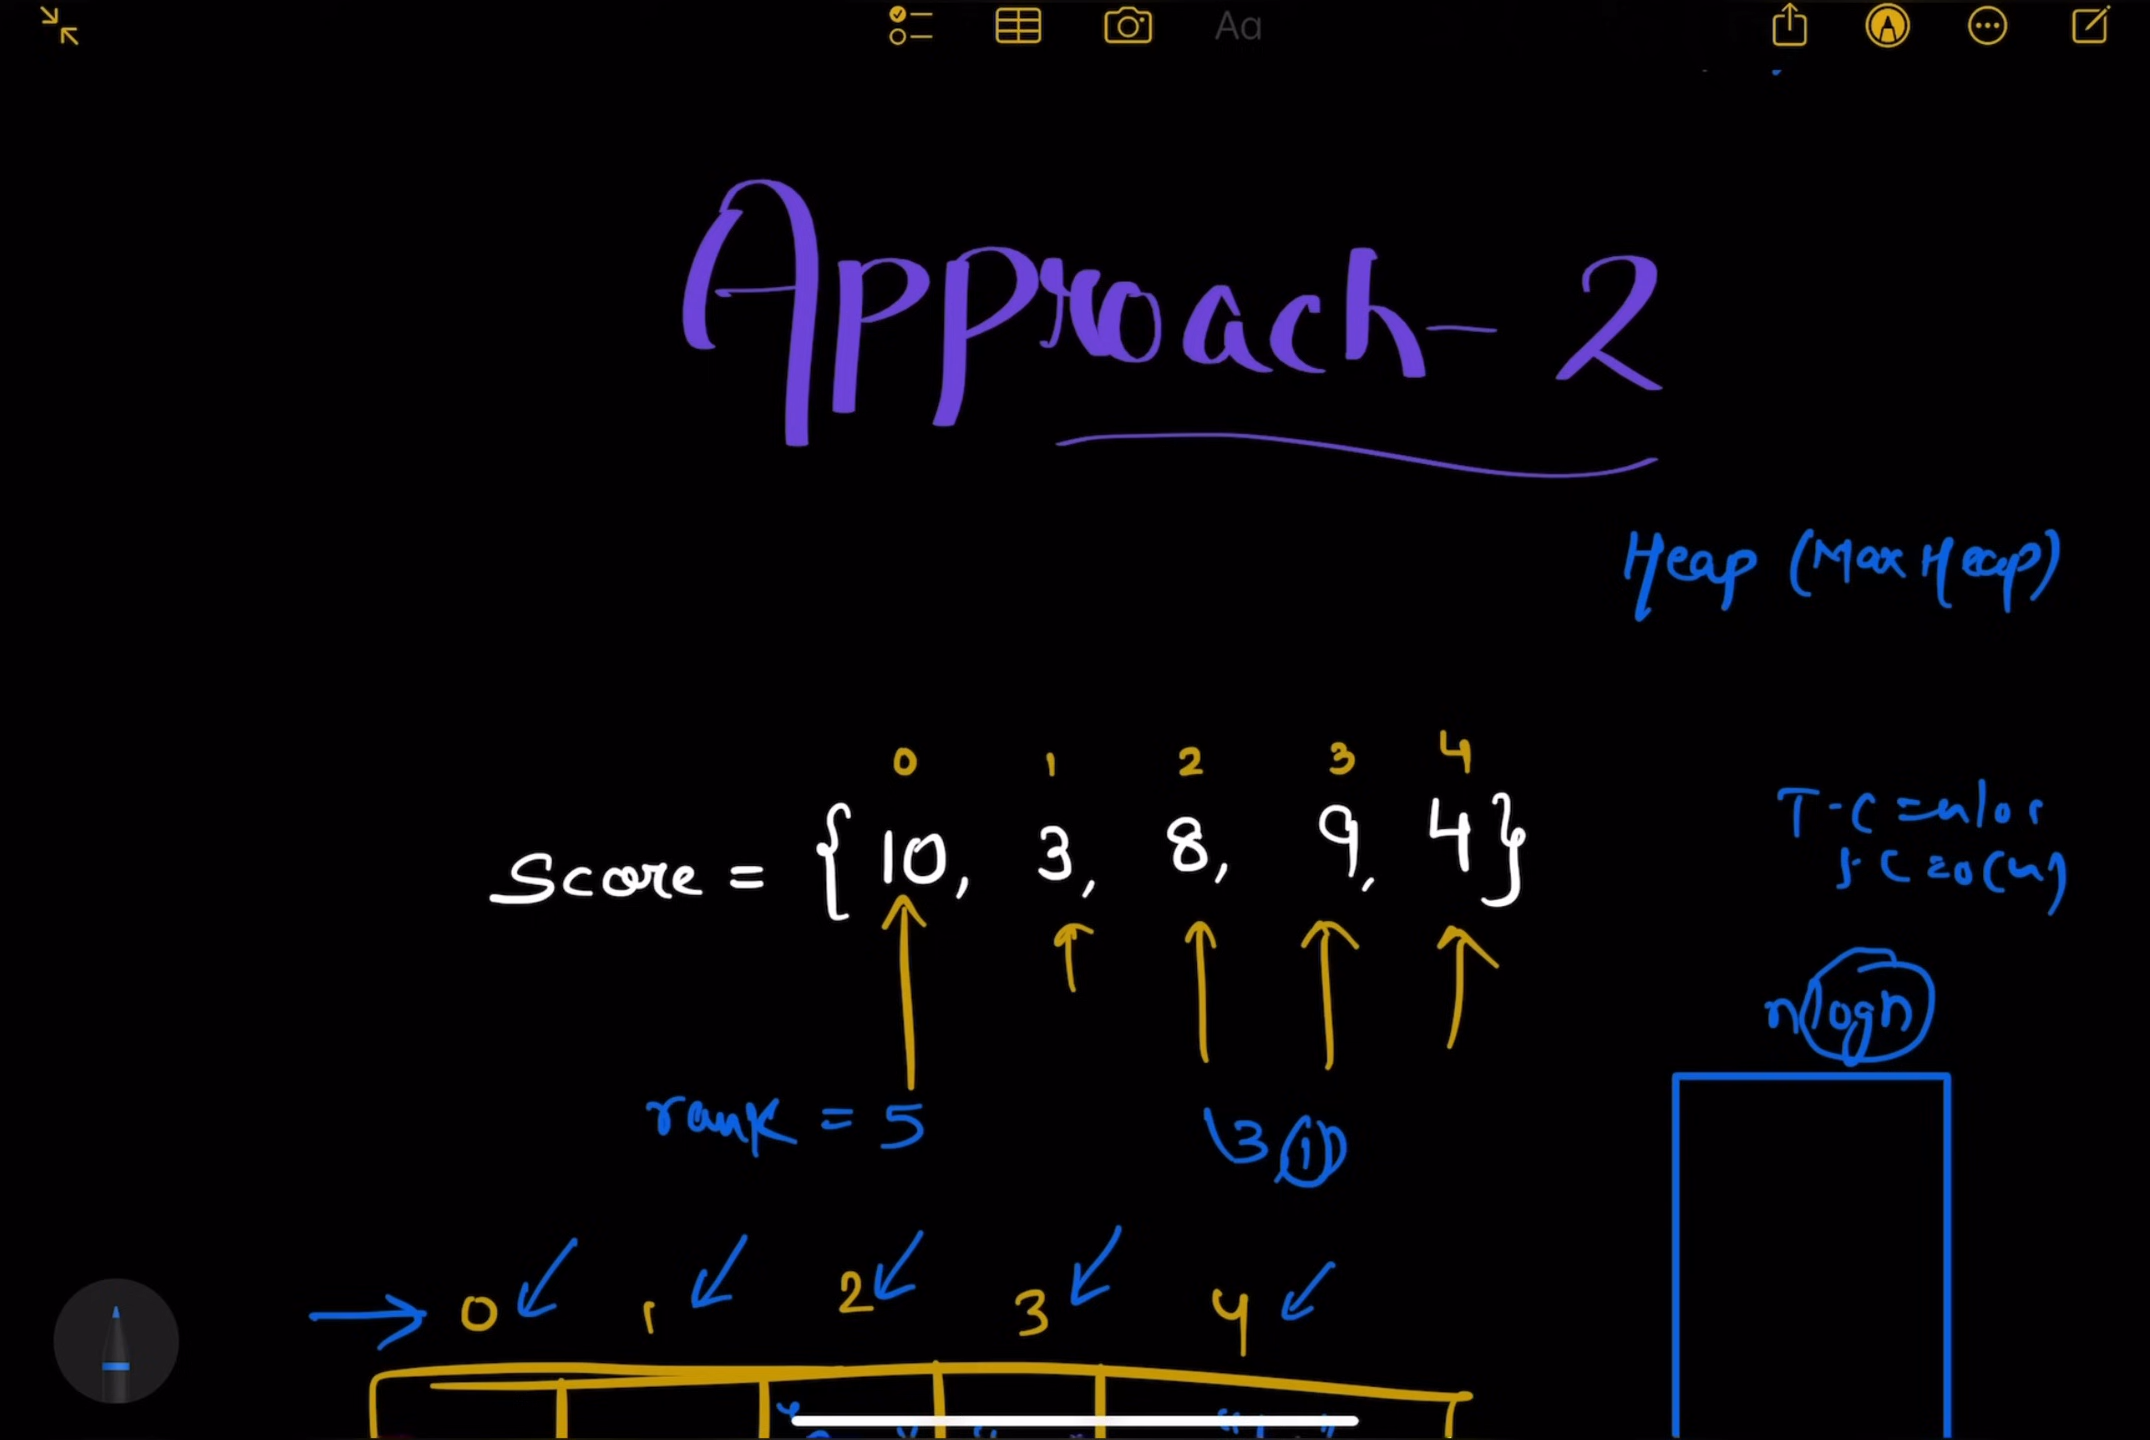 Aa
Approach-2
Heap (Max Heap)
0 1 2 3 4
Score = { 10, 3, 8, 9, 4}
T-C =
S-C = O(n)
nlogn
rank = 5
0 1 2 3 4